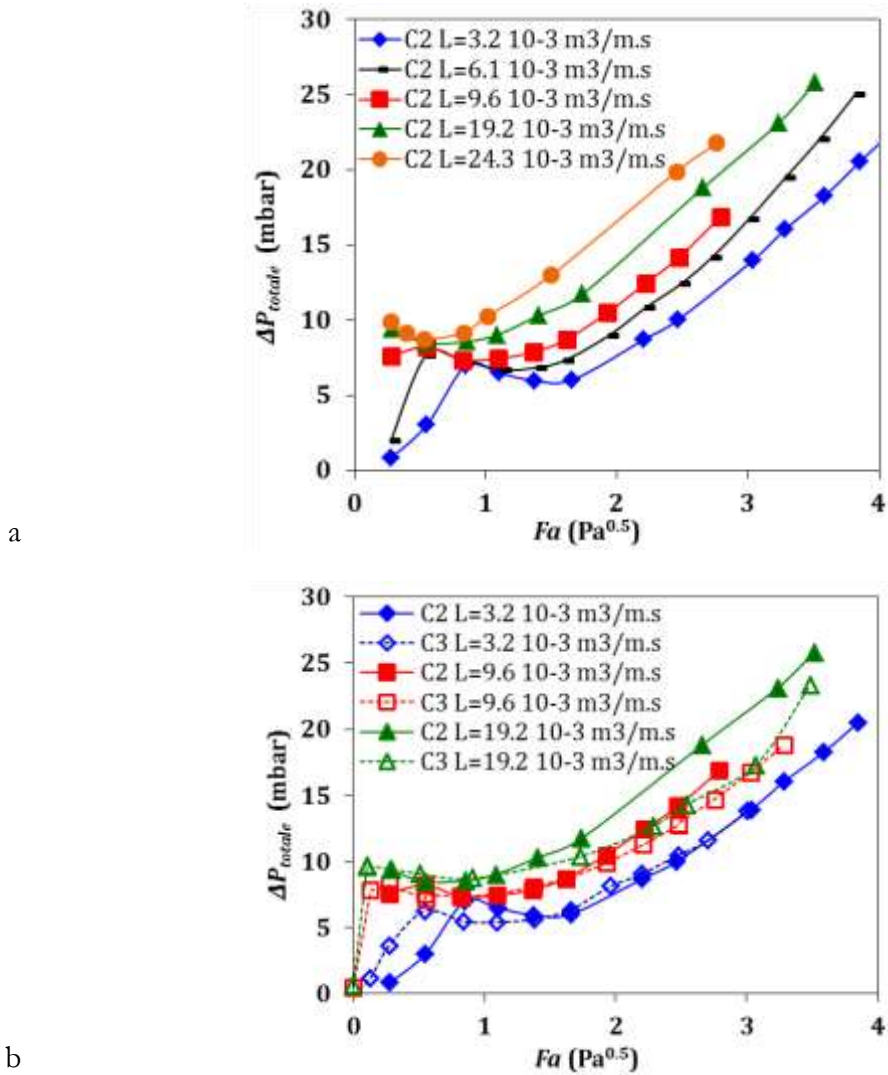 30
25
20
15
10
5
0
ΔPtotale (mbar)
C2 L=3.2 10-3 m3/m.s
C2 L=6.1 10-3 m3/m.s
C2 L=9.6 10-3 m3/m.s
C2 L=19.2 10-3 m3/m.s
C2 L=24.3 10-3 m3/m.s
0 1 2 3 4
Fa (Pa0.5)
a
30
25
20
15
10
5
0
ΔPtotale (mbar)
C2 L=3.2 10-3 m3/m.s
C3 L=3.2 10-3 m3/m.s
C2 L=9.6 10-3 m3/m.s
C3 L=9.6 10-3 m3/m.s
C2 L=19.2 10-3 m3/m.s
C3 L=19.2 10-3 m3/m.s
0 1 2 3 4
Fa (Pa0.5)
b